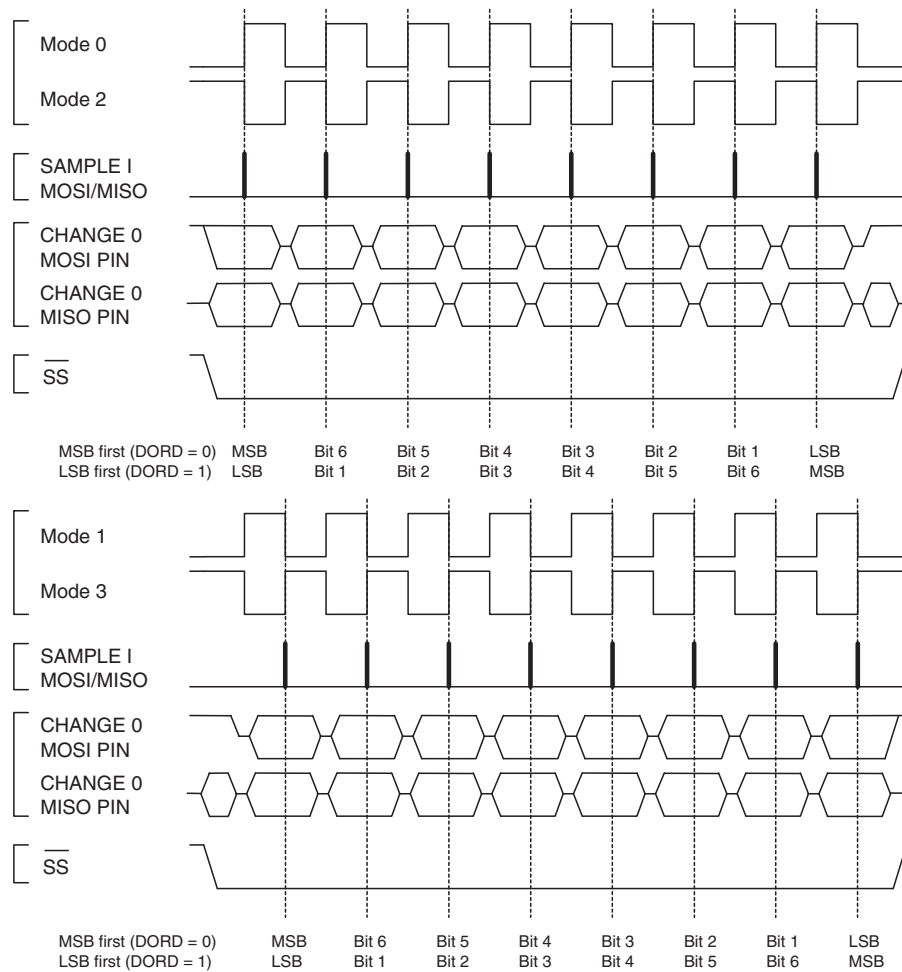 Mode 0
Mode 2
SAMPLE I
MOSI/MISO
CHANGE 0
MOSI PIN
CHANGE 0
MISO PIN
SS
MSB first (DORD = 0) MSB Bit 6 Bit 5 Bit 4 Bit 3 Bit 2 Bit 1 LSB
LSB first (DORD = 1) LSB Bit 1 Bit 2 Bit 3 Bit 4 Bit 5 Bit 6 MSB
Mode 1
Mode 3
SAMPLE I
MOSI/MISO
CHANGE 0
MOSI PIN
CHANGE 0
MISO PIN
SS
MSB first (DORD = 0) MSB Bit 6 Bit 5 Bit 4 Bit 3 Bit 2 Bit 1 LSB
LSB first (DORD = 1) LSB Bit 1 Bit 2 Bit 3 Bit 4 Bit 5 Bit 6 MSB